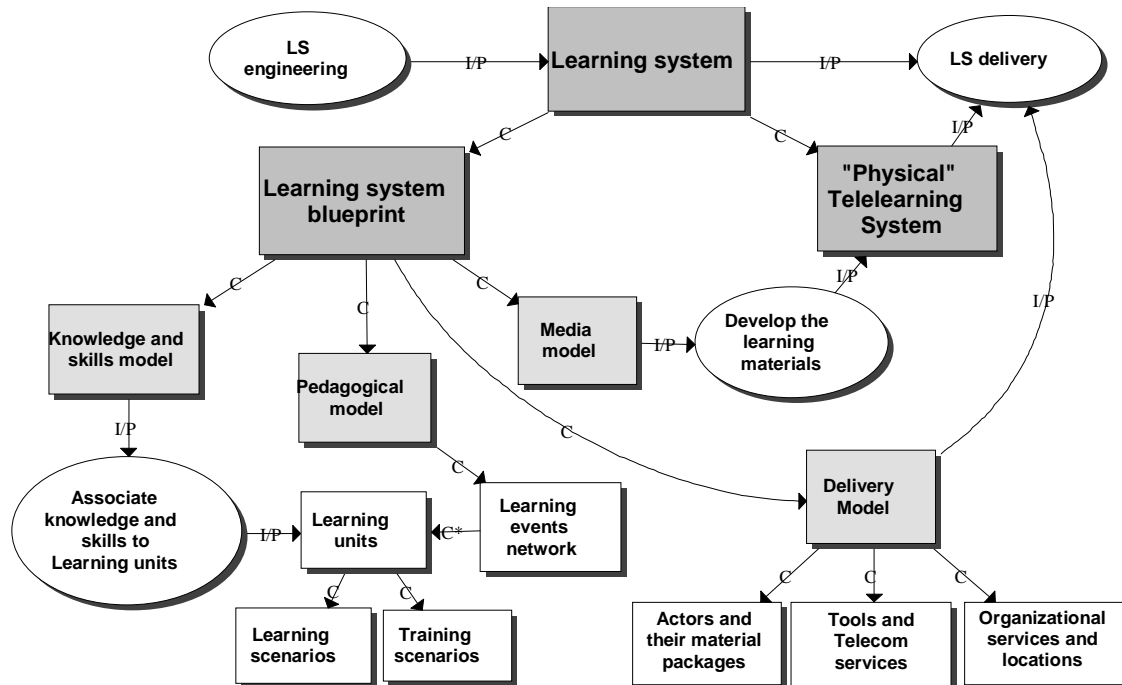 LS
engineering
I/P
Learning system
I/P
LS delivery
C
C
I/P
Learning system
blueprint
"Physical"
Telelearning
System
C
C
C
I/P
I/P
Knowledge and
skills model
Media
model
I/P
Develop the
learning
materials
Pedagogical
model
I/P
C
C
Delivery
Model
Associate
knowledge and
skills to
Learning units
I/P
Learning
units
C*
Learning
events
network
C
C
C
C
C
Learning
scenarios
Training
scenarios
Actors and
their material
packages
Tools and
Telecom
services
Organizational
services and
locations